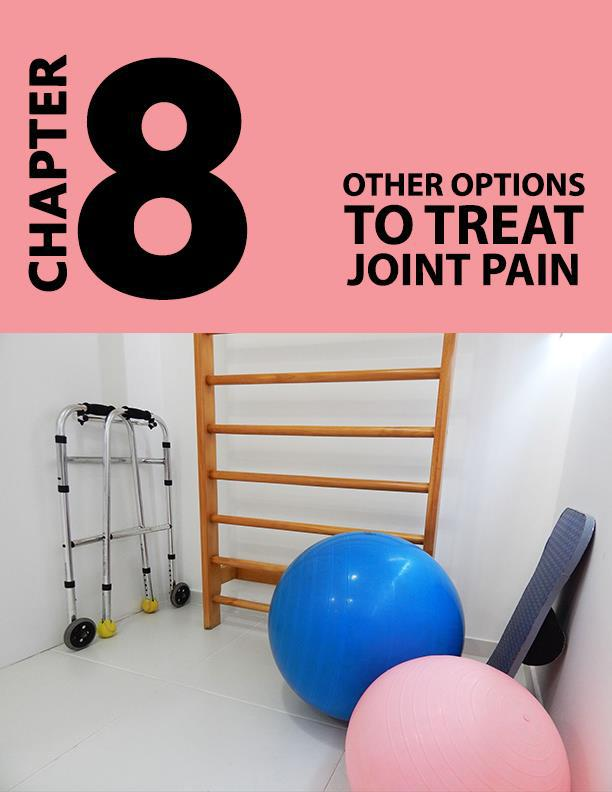 CHAPTER
8
OTHER OPTIONS
TO TREAT
JOINT PAIN